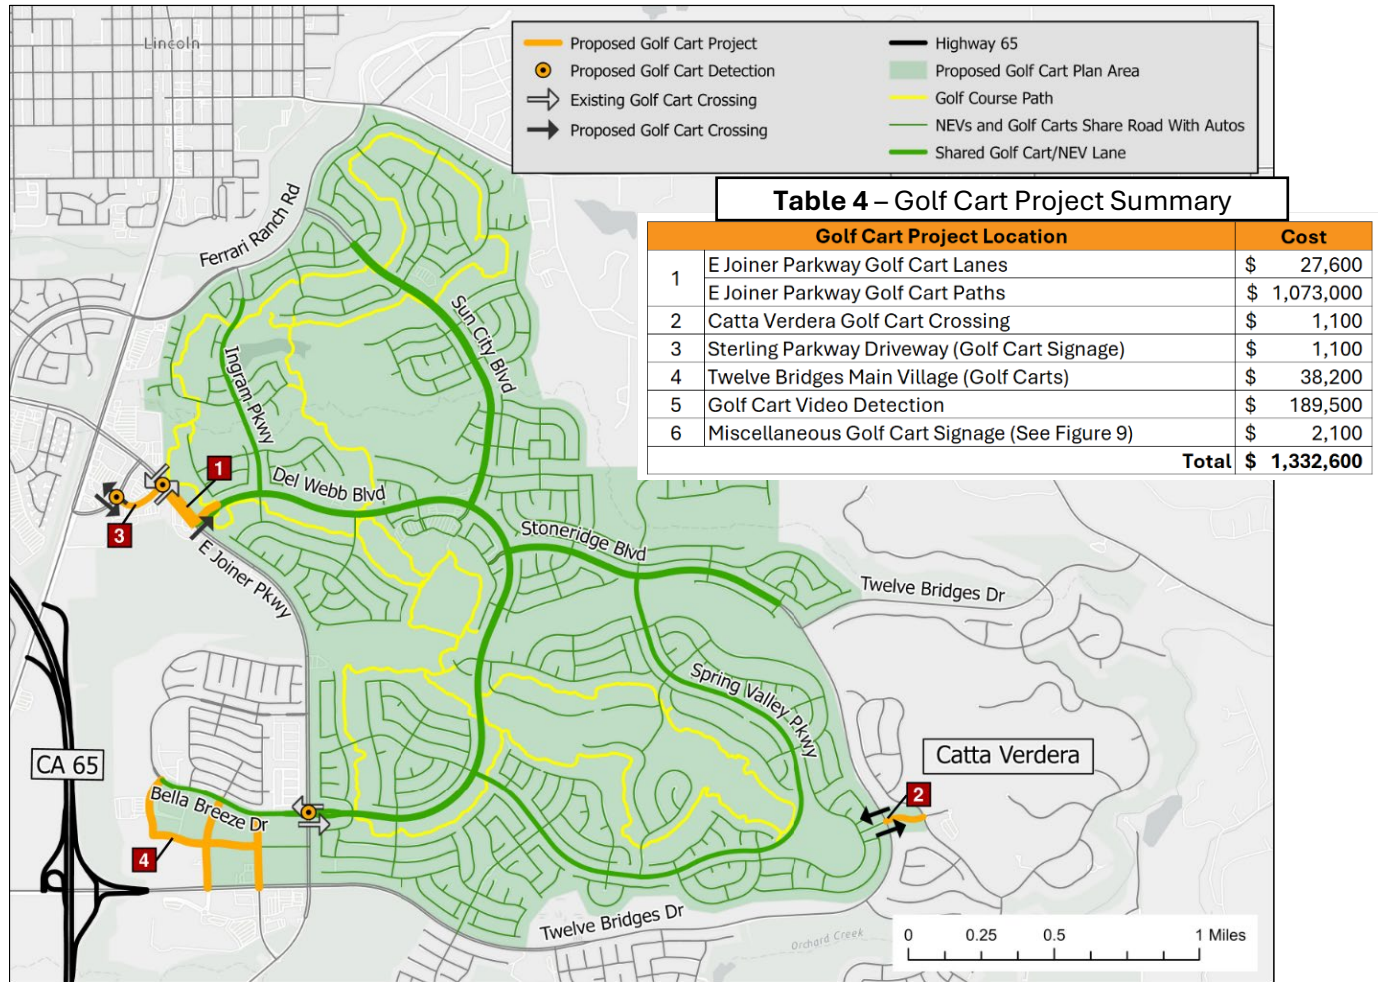 Lincoln
Proposed Golf Cart Project
Proposed Golf Cart Detection
Existing Golf Cart Crossing
Proposed Golf Cart Crossing
Highway 65
Proposed Golf Cart Plan Area
Golf Course Path
NEVs and Golf Carts Share Road With Autos
Shared Golf Cart/NEV Lane
Table 4 – Golf Cart Project Summary
Golf Cart Project Location Cost
1 E Joiner Parkway Golf Cart Lanes $ 27,600
E Joiner Parkway Golf Cart Paths $ 1,073,000
2 Catta Verdera Golf Cart Crossing $ 1,100
3 Sterling Parkway Driveway (Golf Cart Signage) $ 1,100
4 Twelve Bridges Main Village (Golf Carts) $ 38,200
5 Golf Cart Video Detection $ 189,500
6 Miscellaneous Golf Cart Signage (See Figure 9) $ 2,100
Total $ 1,332,600
Ferrari Ranch Rd
Sun City Blvd
Ingram Pkwy
1
Del Webb Blvd
3
Stoneridge Blvd
E Joiner Pkwy
Twelve Bridges Dr
Spring Valley Pkwy
CA 65
Catta Verdera
Bella Breeze Dr
2
4
Twelve Bridges Dr
Orchard Creek
0 0.25 0.5 1 Miles